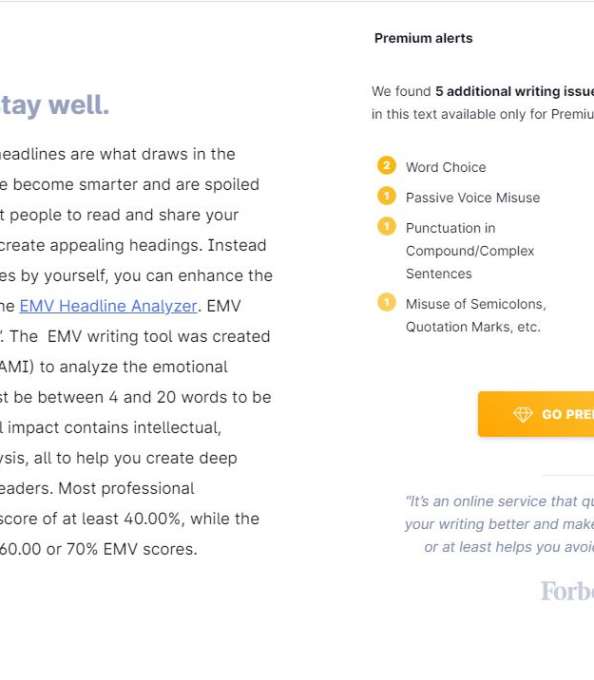 stay well.
headlines are what draws in the
e become smarter and are spoiled
t people to read and share your
create appealing headings. Instead
es by yourself, you can enhance the
he EMV Headline Analyzer. EMV
. The EMV writing tool was created
AMI) to analyze the emotional
st be between 4 and 20 words to be
l impact contains intellectual,
ysis, all to help you create deep
eaders. Most professional
score of at least 40.00%, while the
60.00 or 70% EMV scores.
Premium alerts
We found 5 additional writing issue
in this text available only for Premiu
2 Word Choice
1 Passive Voice Misuse
1 Punctuation in
Compound/Complex
Sentences
1 Misuse of Semicolons,
Quotation Marks, etc.
GO PRE
“It’s an online service that qu
your writing better and make
or at least helps you avoi
Forbe